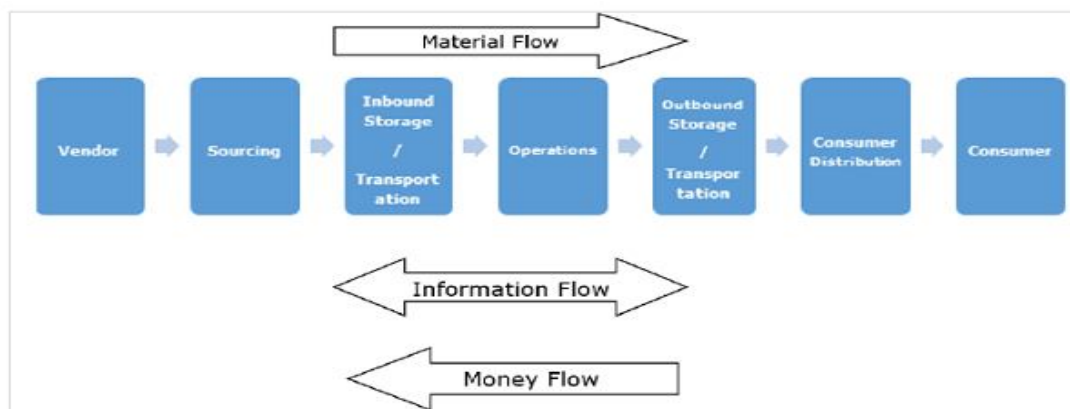 Material Flow
Vendor
Sourcing
Inbound
Storage
/
Transport
ation
Operations
Outbound
Storage
/
Transpor
tation
Consumer
Distribution
Consumer
Information Flow
Money Flow